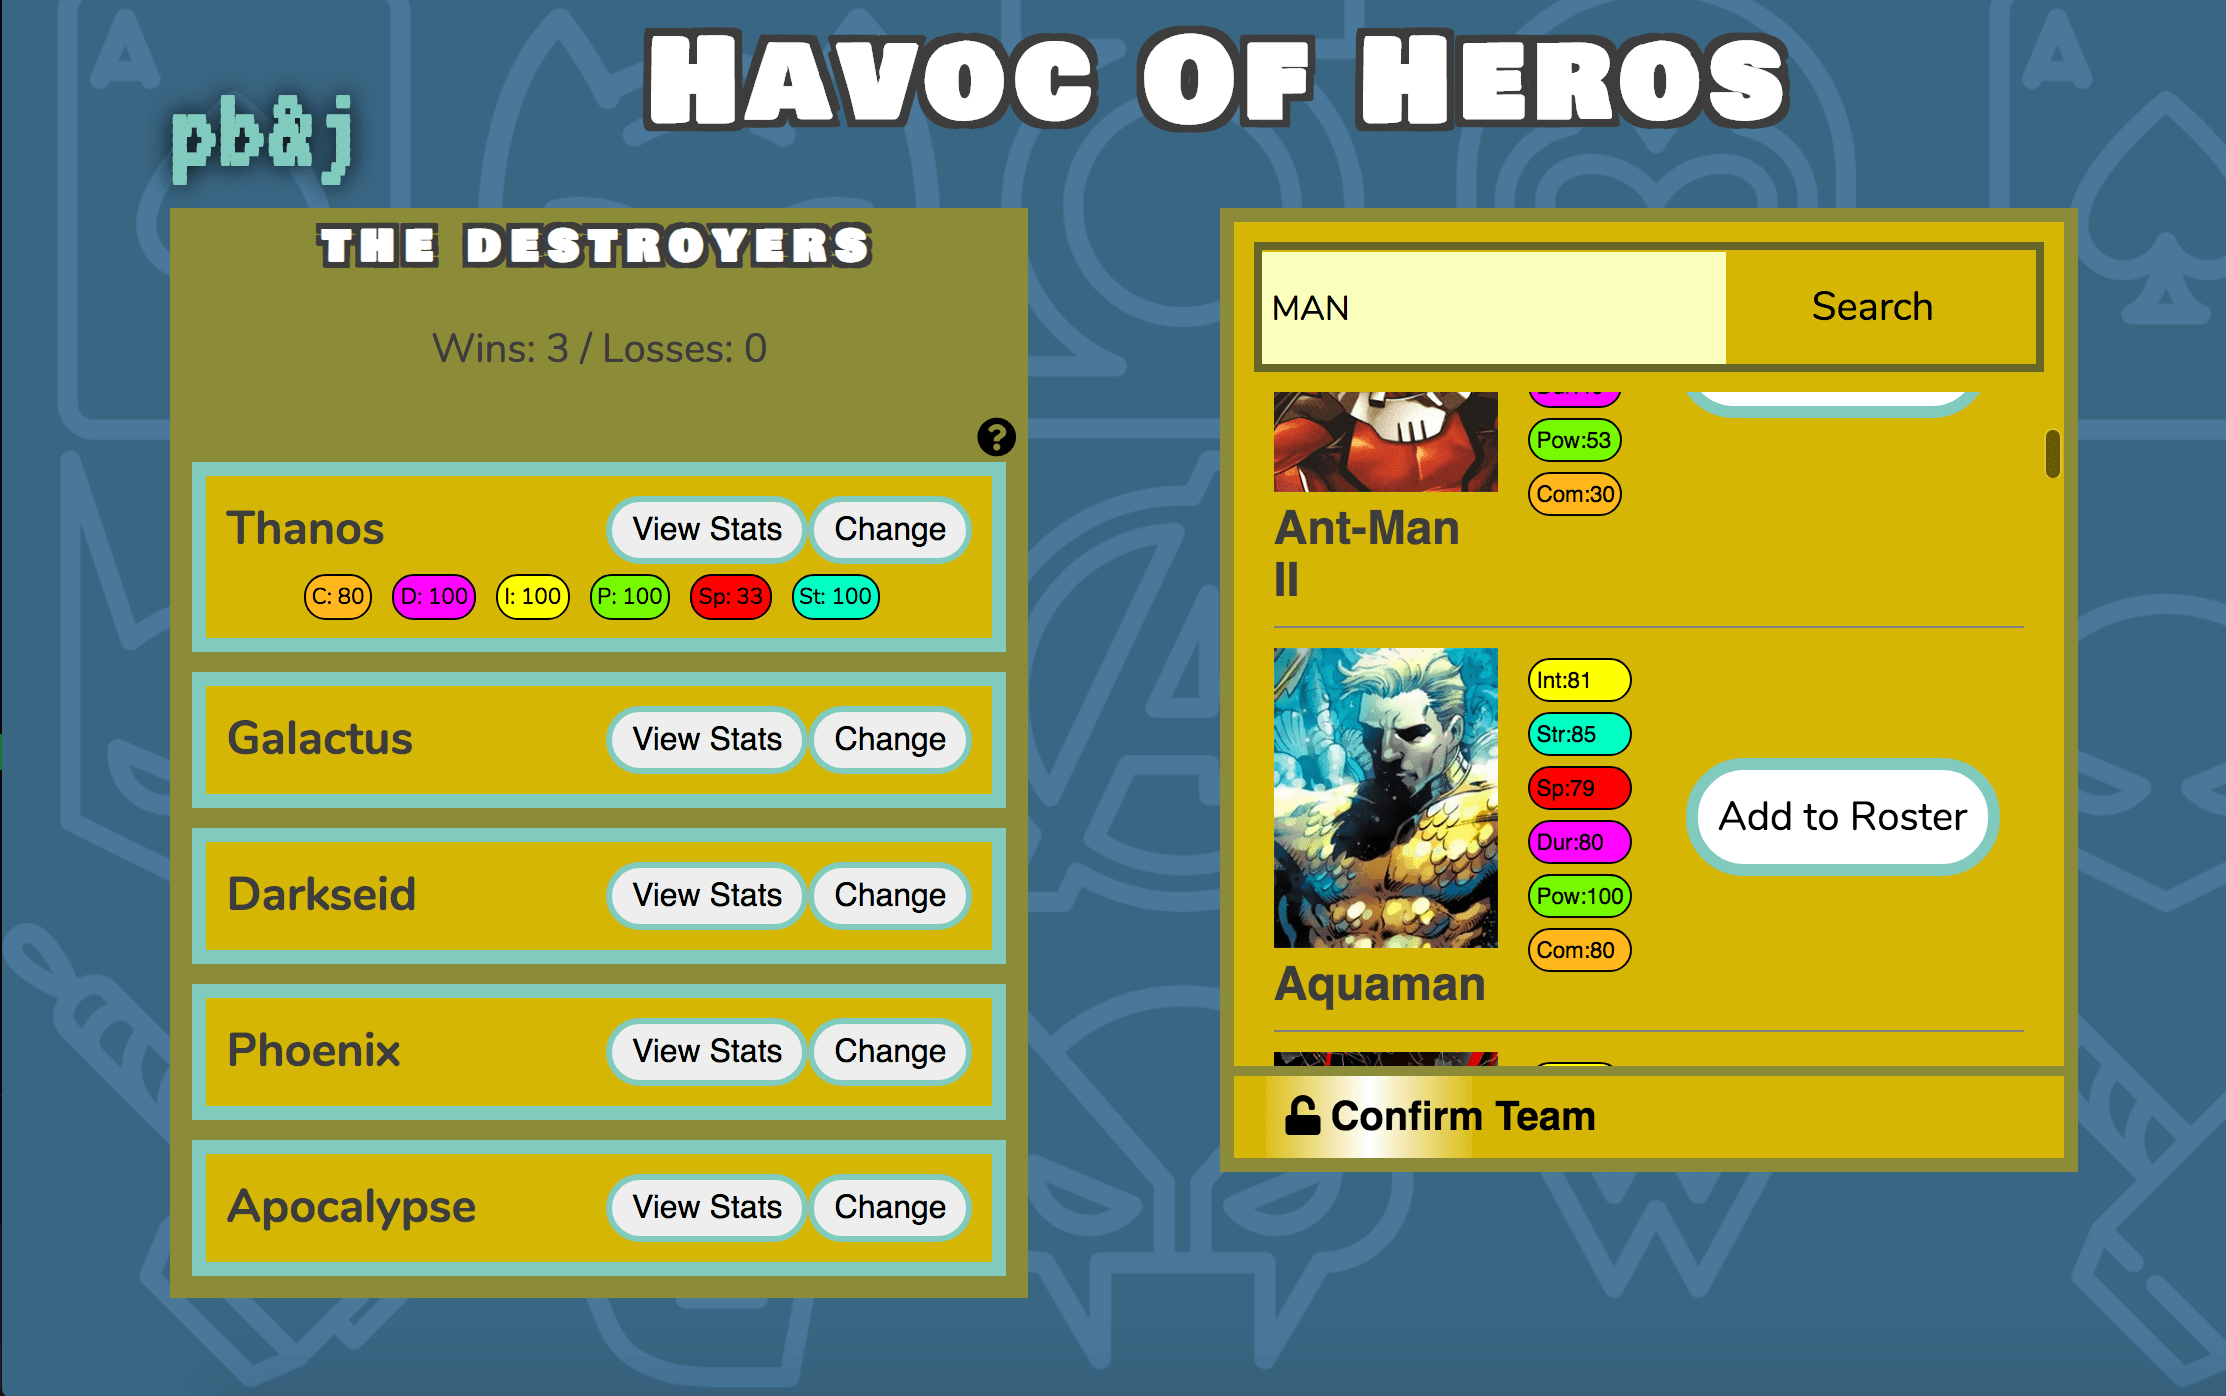 HAVOC OF HEROS
pb&j
THE DESTROYERS
Wins: 3 / Losses: 0
?
Thanos
View Stats
Change
C: 80
D: 100
I: 100
P: 100
Sp: 33
St: 100
Galactus
View Stats
Change
Darkseid
View Stats
Change
Phoenix
View Stats
Change
Apocalypse
View Stats
Change
MAN
Search
Pow:53
Com:30
Ant-Man
II
Int:81
Str:85
Sp:79
Dur:80
Pow:100
Com:80
Add to Roster
Aquaman
Confirm Team
A
A